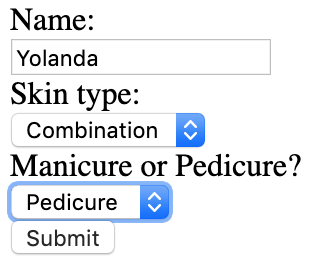 Name:
Yolanda
Skin type:
Combination
Manicure or Pedicure?
Pedicure
Submit